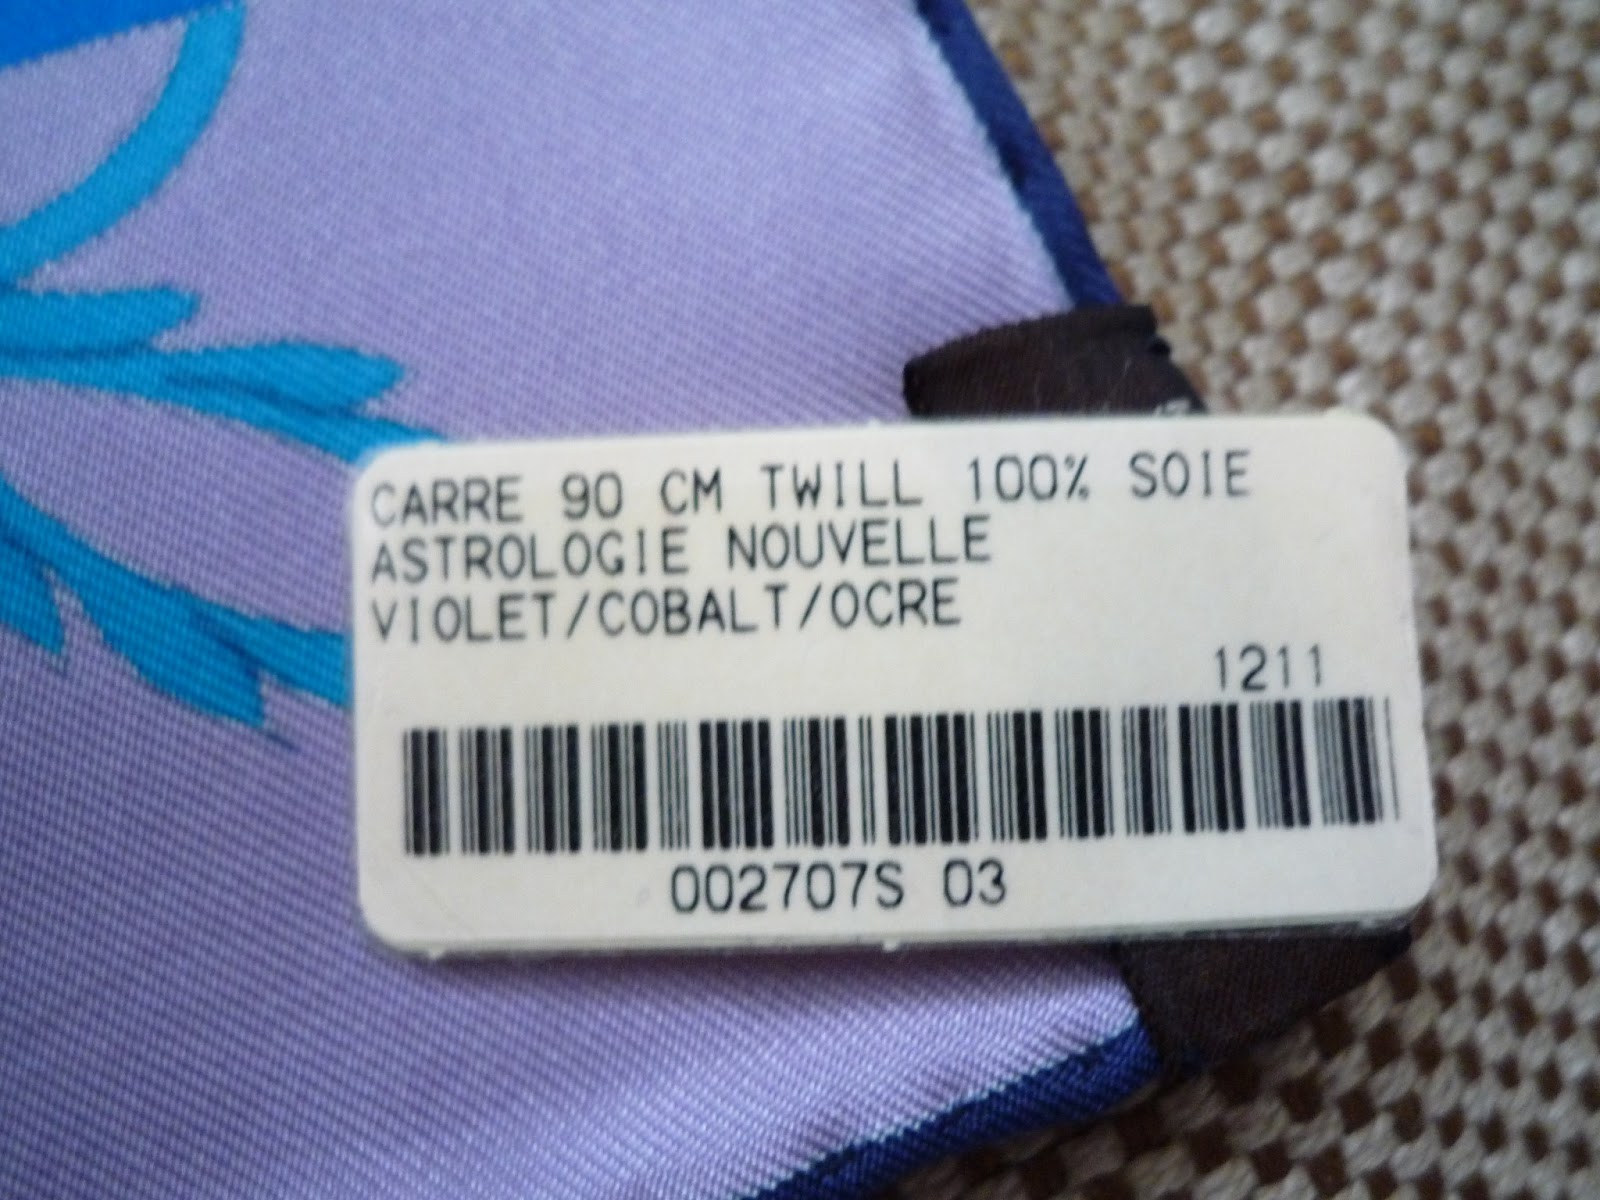 CARRE 90 CM TWILL 100% SOIE
ASTROLOGIE NOUVELLE
VIOLET/COBALT/OCRE
1211
002707S 03